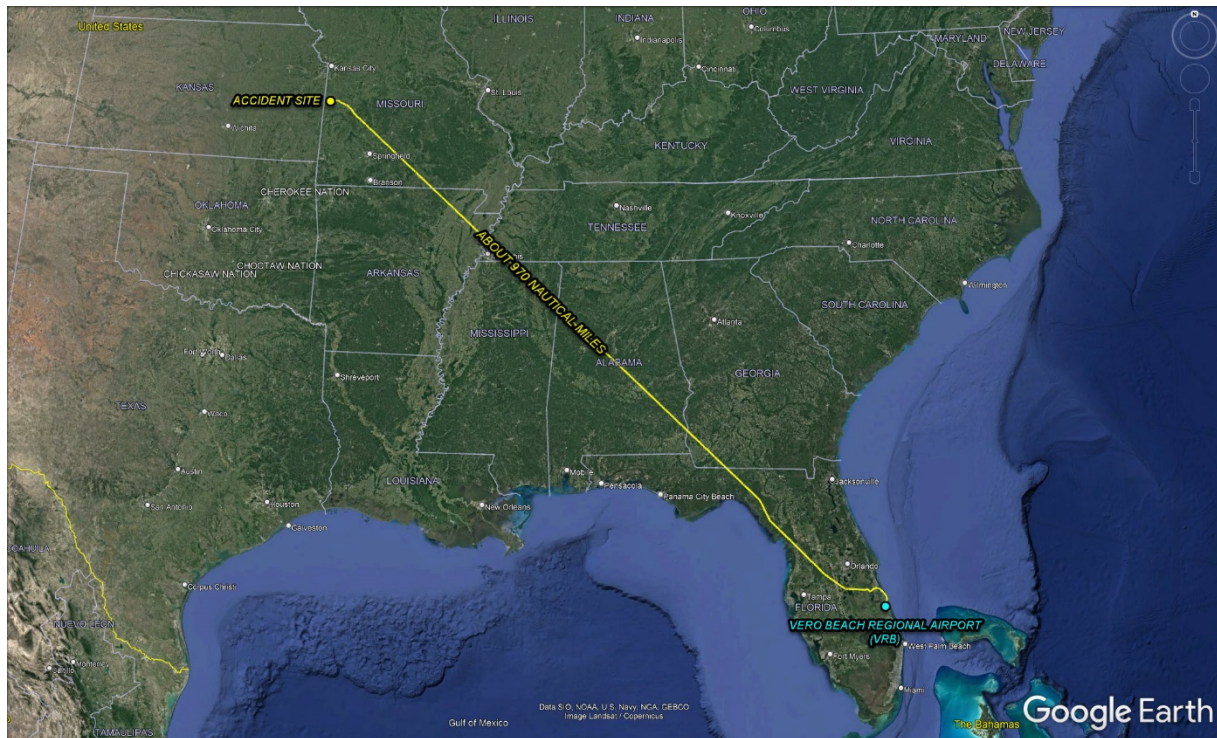 United States
ILLINOIS
INDIANA
OHIO
Columbus
Indianapolis
NEW JERSEY
MARYLAND
DELAWARE
Kansas City
Cincinnati
KANSAS
MISSOURI
St. Louis
WEST VIRGINIA
ACCIDENT SITE
Wichita
KENTUCKY
VIRGINIA
Springfield
Branson
CHEROKEE NATION
OKLAHOMA
Nashville
Knoxville
TENNESSEE
NORTH CAROLINA
Oklahoma City
Charlotte
ABOUT 970 NAUTICAL-MILES
CHOCTAW NATION
CHICKASAW NATION
ARKANSAS
Wilmington
SOUTH CAROLINA
Atlanta
MISSISSIPPI
Dallas
ALABAMA
GEORGIA
Shreveport
TEXAS
Waco
Austin
Mobile
LOUISIANA
Pensacola
Jacksonville
Panama City Beach
San Antonio
Houston
New Orleans
Galveston
COAHUILA
Orlando
Corpus Christi
Tampa
FLORIDA
NUEVO LEON
VERO BEACH REGIONAL AIRPORT
(VRB)
West Palm Beach
Fort Myers
Monterrey
Miami
Data SIO, NOAA, U.S. Navy, NGA, GEBCO
Image Landsat / Copernicus
Gulf of Mexico
The Bahamas
Google Earth
TAMAULIPAS